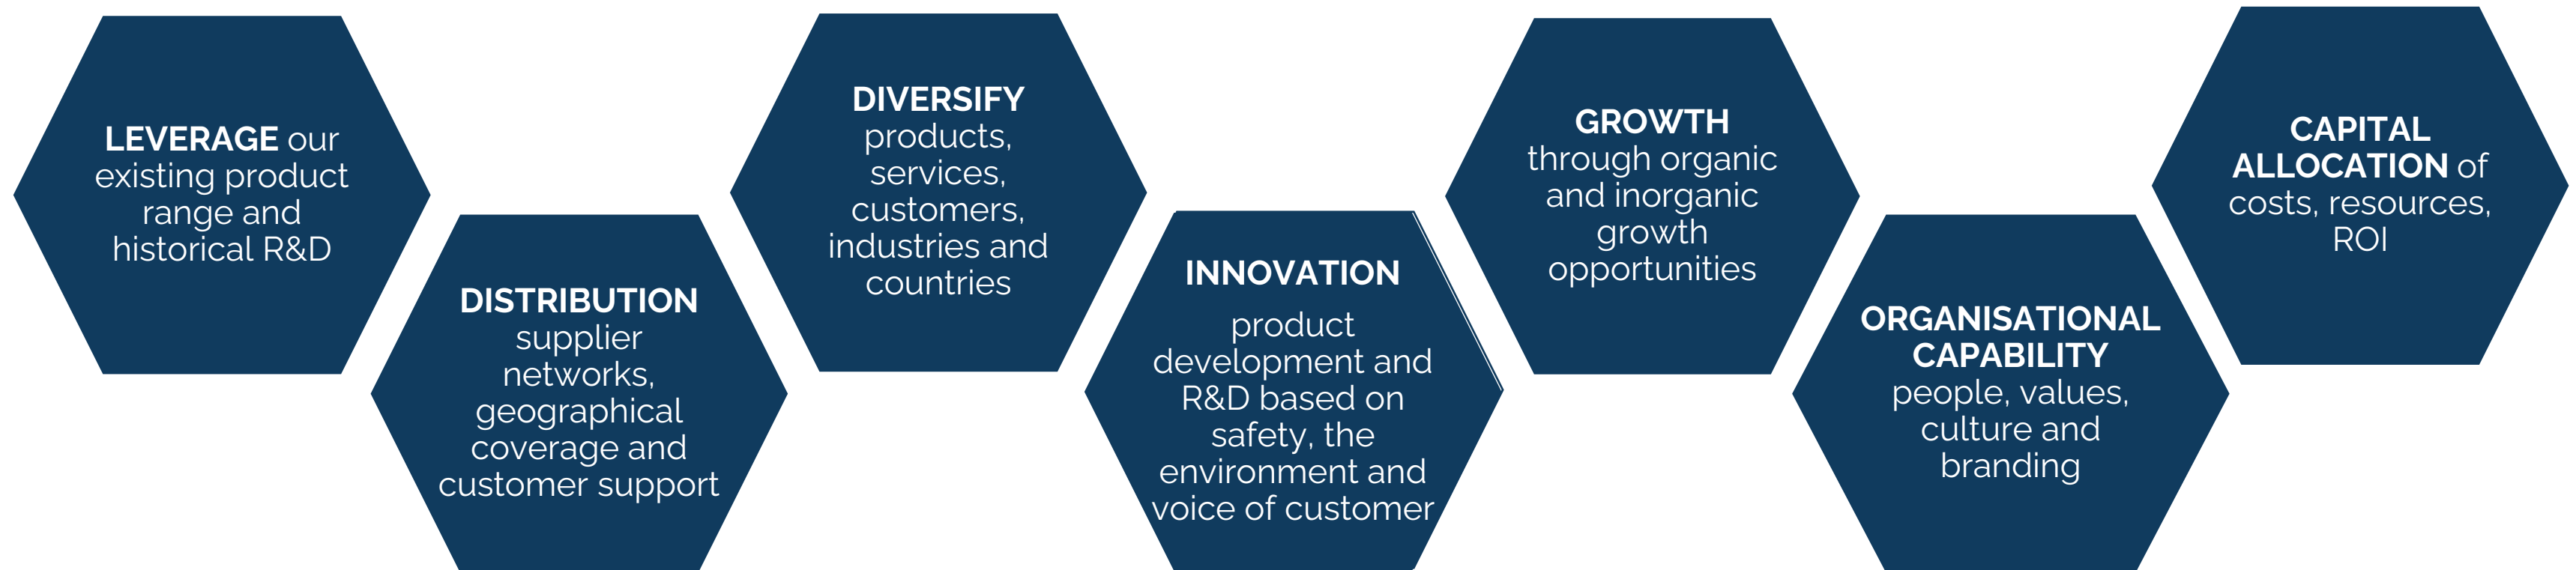 LEVERAGE our
existing product
range and
historical R&D
DISTRIBUTION
supplier
networks,
geographical
coverage and
customer support
DIVERSIFY
products,
services,
customers,
industries and
countries
INNOVATION
product
development and
R&D based on
safety, the
environment and
voice of customer
GROWTH
through organic
and inorganic
growth
opportunities
ORGANISATIONAL
CAPABILITY
people, values,
culture and
branding
CAPITAL
ALLOCATION of
costs, resources,
ROI